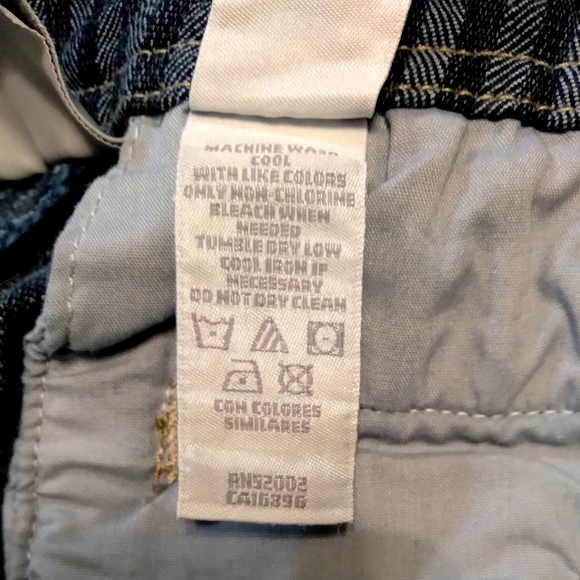 MACHINE WASH
COOL
WITH LIKE COLORS
ONLY NON-CHLORINE
BLEACH WHEN
NEEDED
TUMBLE DRY LOW
COOL IRON IF
NECESSARY
DO NOT DRY CLEAN
CON COLORES
SIMILARES
RN52002
CA16396